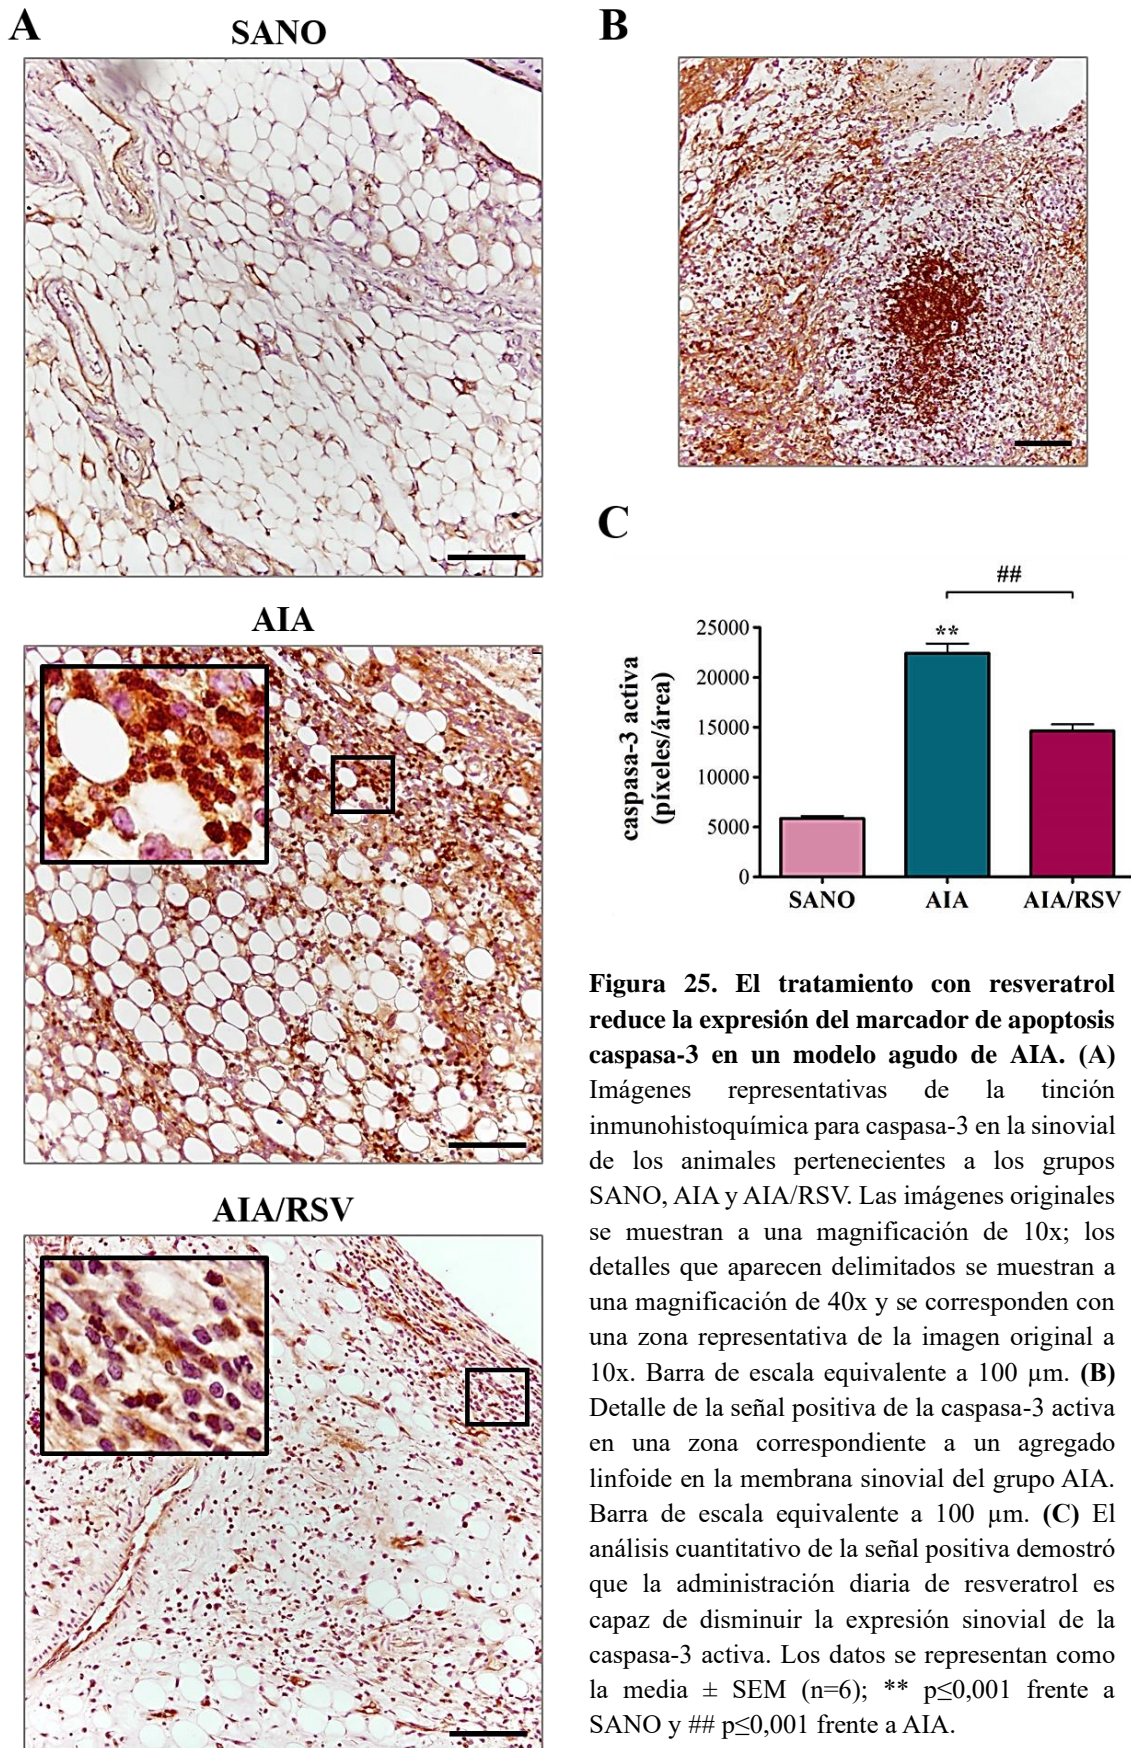 A
SANO
AIA
AIA/RSV
B
C
##
**
caspasa-3 activa
(píxeles/área)
25000
20000
15000
10000
5000
0
SANO AIA AIA/RSV
Figura 25. El tratamiento con resveratrol
reduce la expresión del marcador de apoptosis
caspasa-3 en un modelo agudo de AIA. (A)
Imágenes representativas de la tinción
inmunohistoquímica para caspasa-3 en la sinovial
de los animales pertenecientes a los grupos
SANO, AIA y AIA/RSV. Las imágenes originales
se muestran a una magnificación de 10x; los
detalles que aparecen delimitados se muestran a
una magnificación de 40x y se corresponden con
una zona representativa de la imagen original a
10x. Barra de escala equivalente a 100 µm. (B)
Detalle de la señal positiva de la caspasa-3 activa
en una zona correspondiente a un agregado
linfoide en la membrana sinovial del grupo AIA.
Barra de escala equivalente a 100 µm. (C) El
análisis cuantitativo de la señal positiva demostró
que la administración diaria de resveratrol es
capaz de disminuir la expresión sinovial de la
caspasa-3 activa. Los datos se representan como
la media ± SEM (n=6); ** p≤0,001 frente a
SANO y ## p≤0,001 frente a AIA.